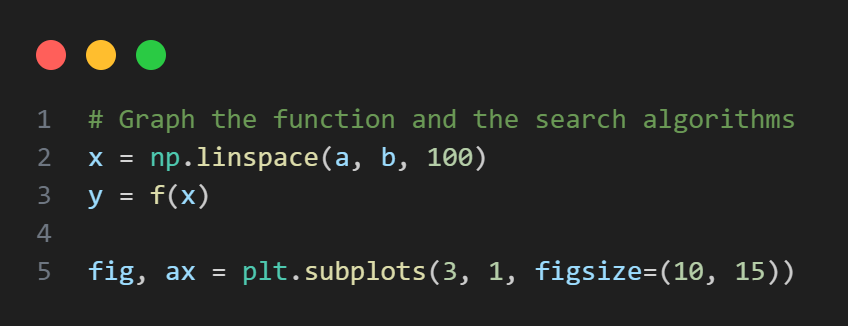 1 # Graph the function and the search algorithms
2 x = np.linspace(a, b, 100)
3 y = f(x)
4
5 fig, ax = plt.subplots(3, 1, figsize=(10, 15))